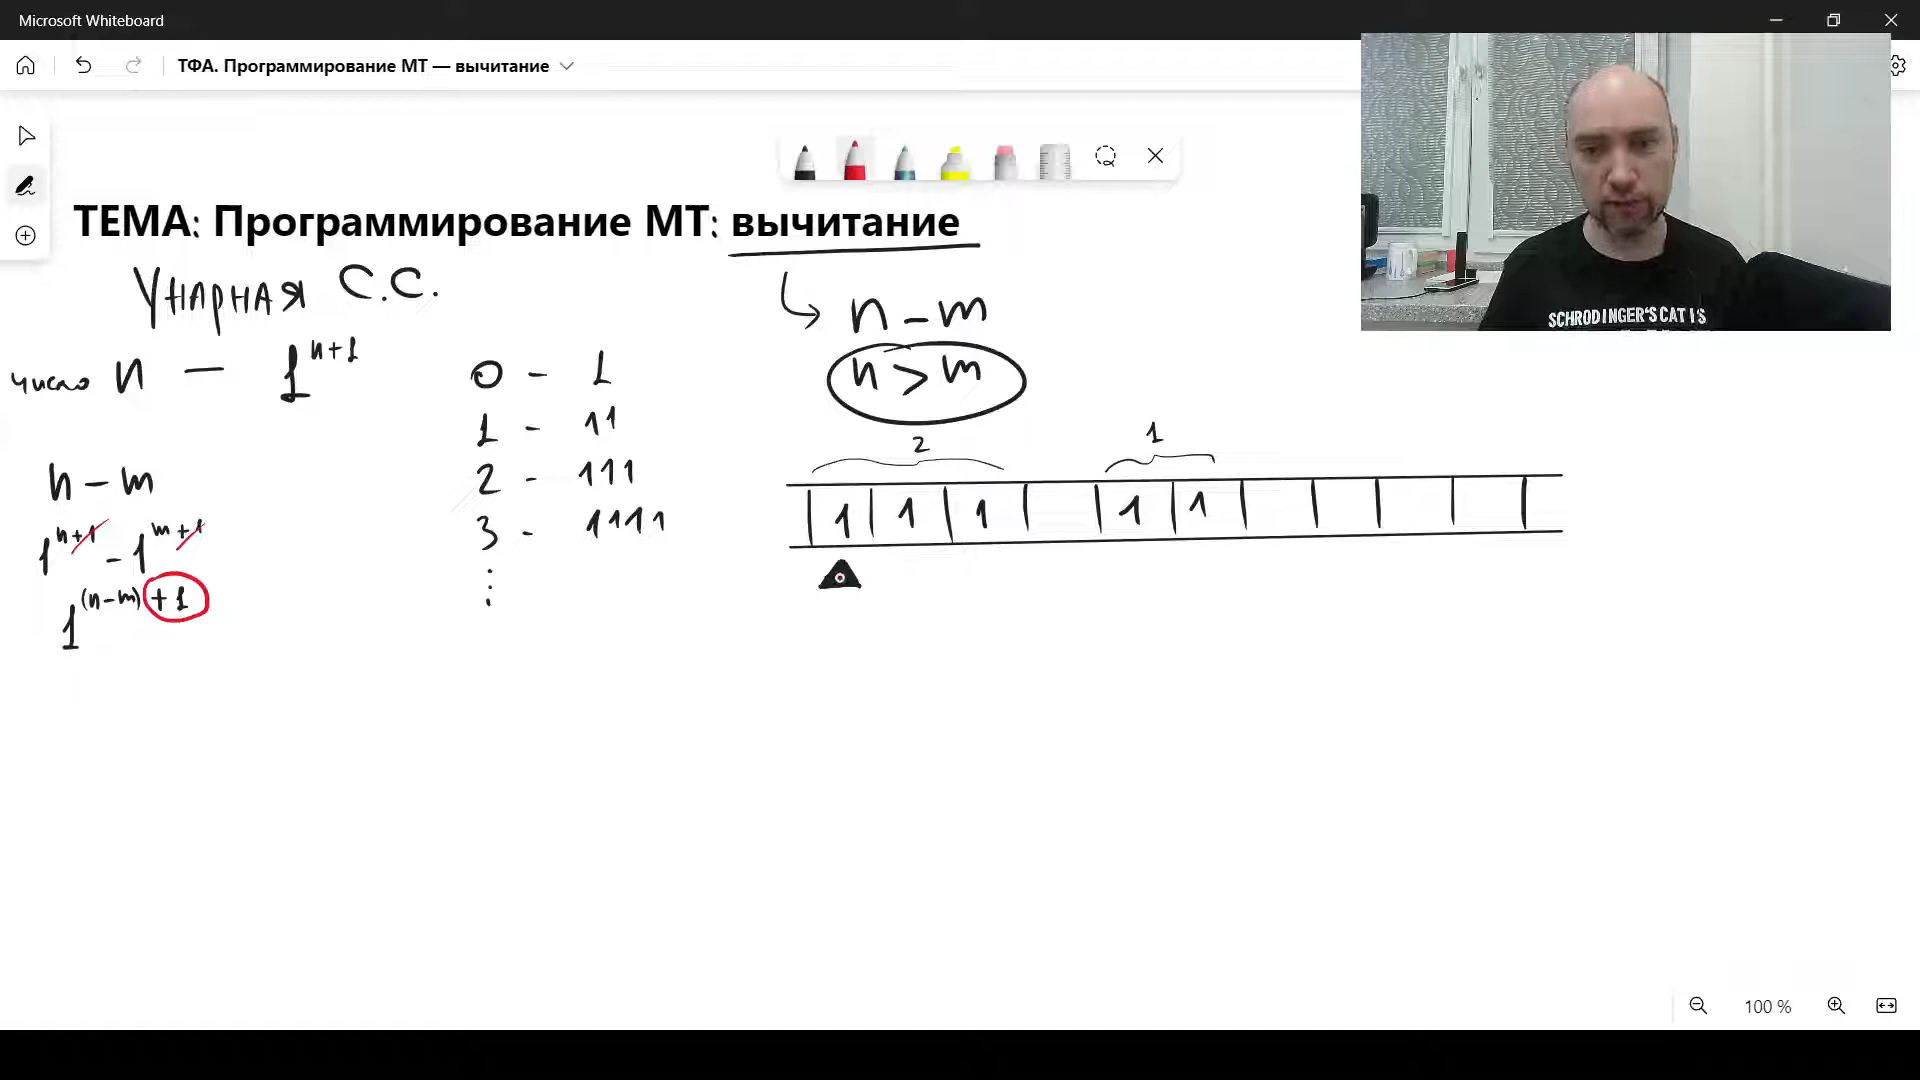 Microsoft Whiteboard
ТФА. Программирование МТ — вычитание
ТЕМА: Программирование МТ: вычитание
Унарная С.С.
n – m
число n – 1^{n+1}
n > m
0 – 1
1 – 11
2 – 111
3 – 1111
⋮
n – m
1^{n+1} – 1^{m+1}
1^{(n–m)+1}
2 1
1 1 1 1 1
SCHRODINGER'S CAT IS
100 %